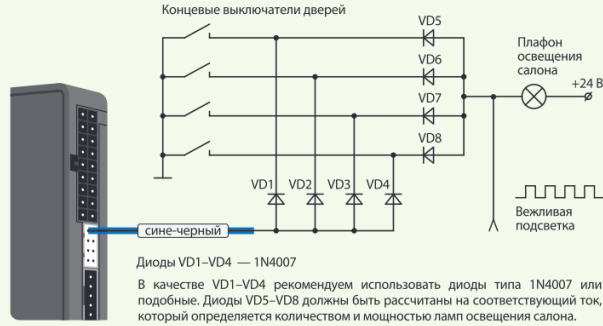 Концевые выключатели дверей
VD5
VD6
VD7
VD8
Плафон
освещения
салона
+24 В
VD1
VD2
VD3
VD4
Вежливая
подсветка
сине-черный
Диоды VD1–VD4 — 1N4007
В качестве VD1–VD4 рекомендуем использовать диоды типа 1N4007 или
подобные. Диоды VD5–VD8 должны быть рассчитаны на соответствующий ток,
который определяется количеством и мощностью ламп освещения салона.